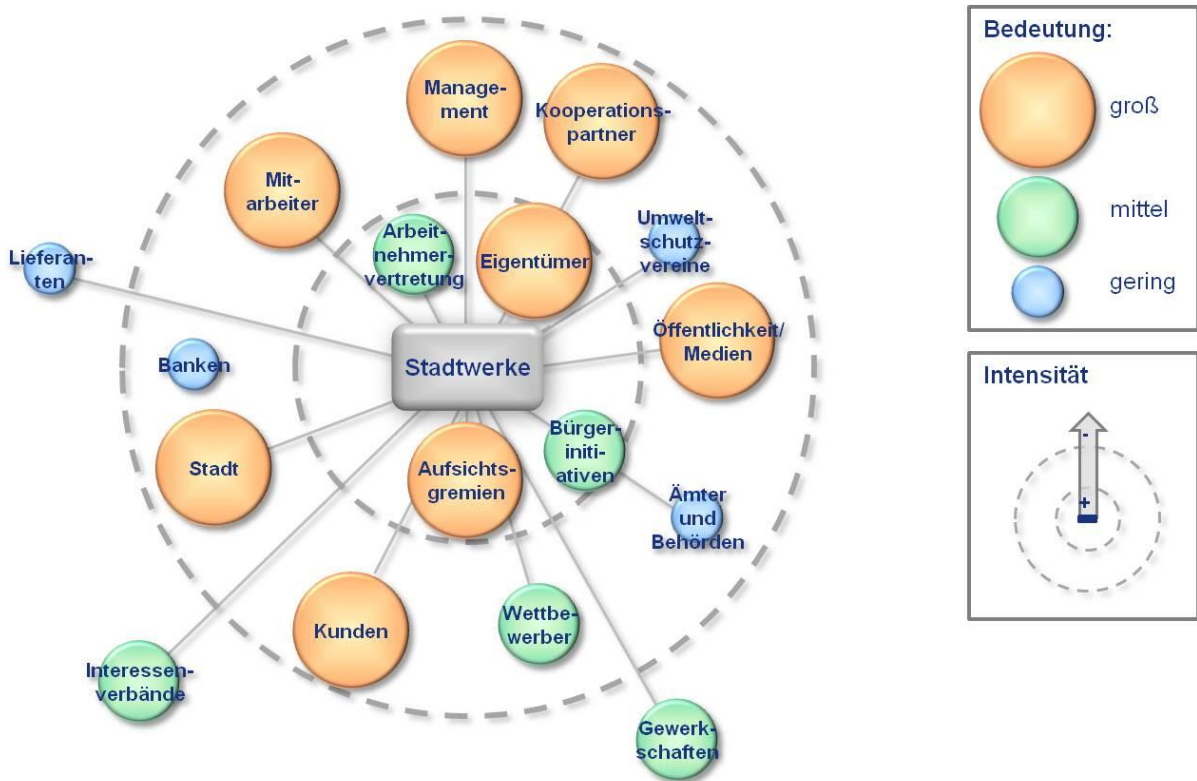 Manage-
ment
Kooperations-
partner
Mit-
arbeiter
Arbeit-
nehmer-
vertretung
Eigentümer
Umwelt-
schutz-
vereine
Lieferan-
ten
Öffentlichkeit/
Medien
Banken
Stadtwerke
Stadt
Aufsichts-
gremien
Bürger-
initi-
ativen
Ämter
und
Behörden
Kunden
Wettbe-
werber
Interessen-
verbände
Gewerk-
schaften
Bedeutung:
groß
mittel
gering
Intensität
-
+